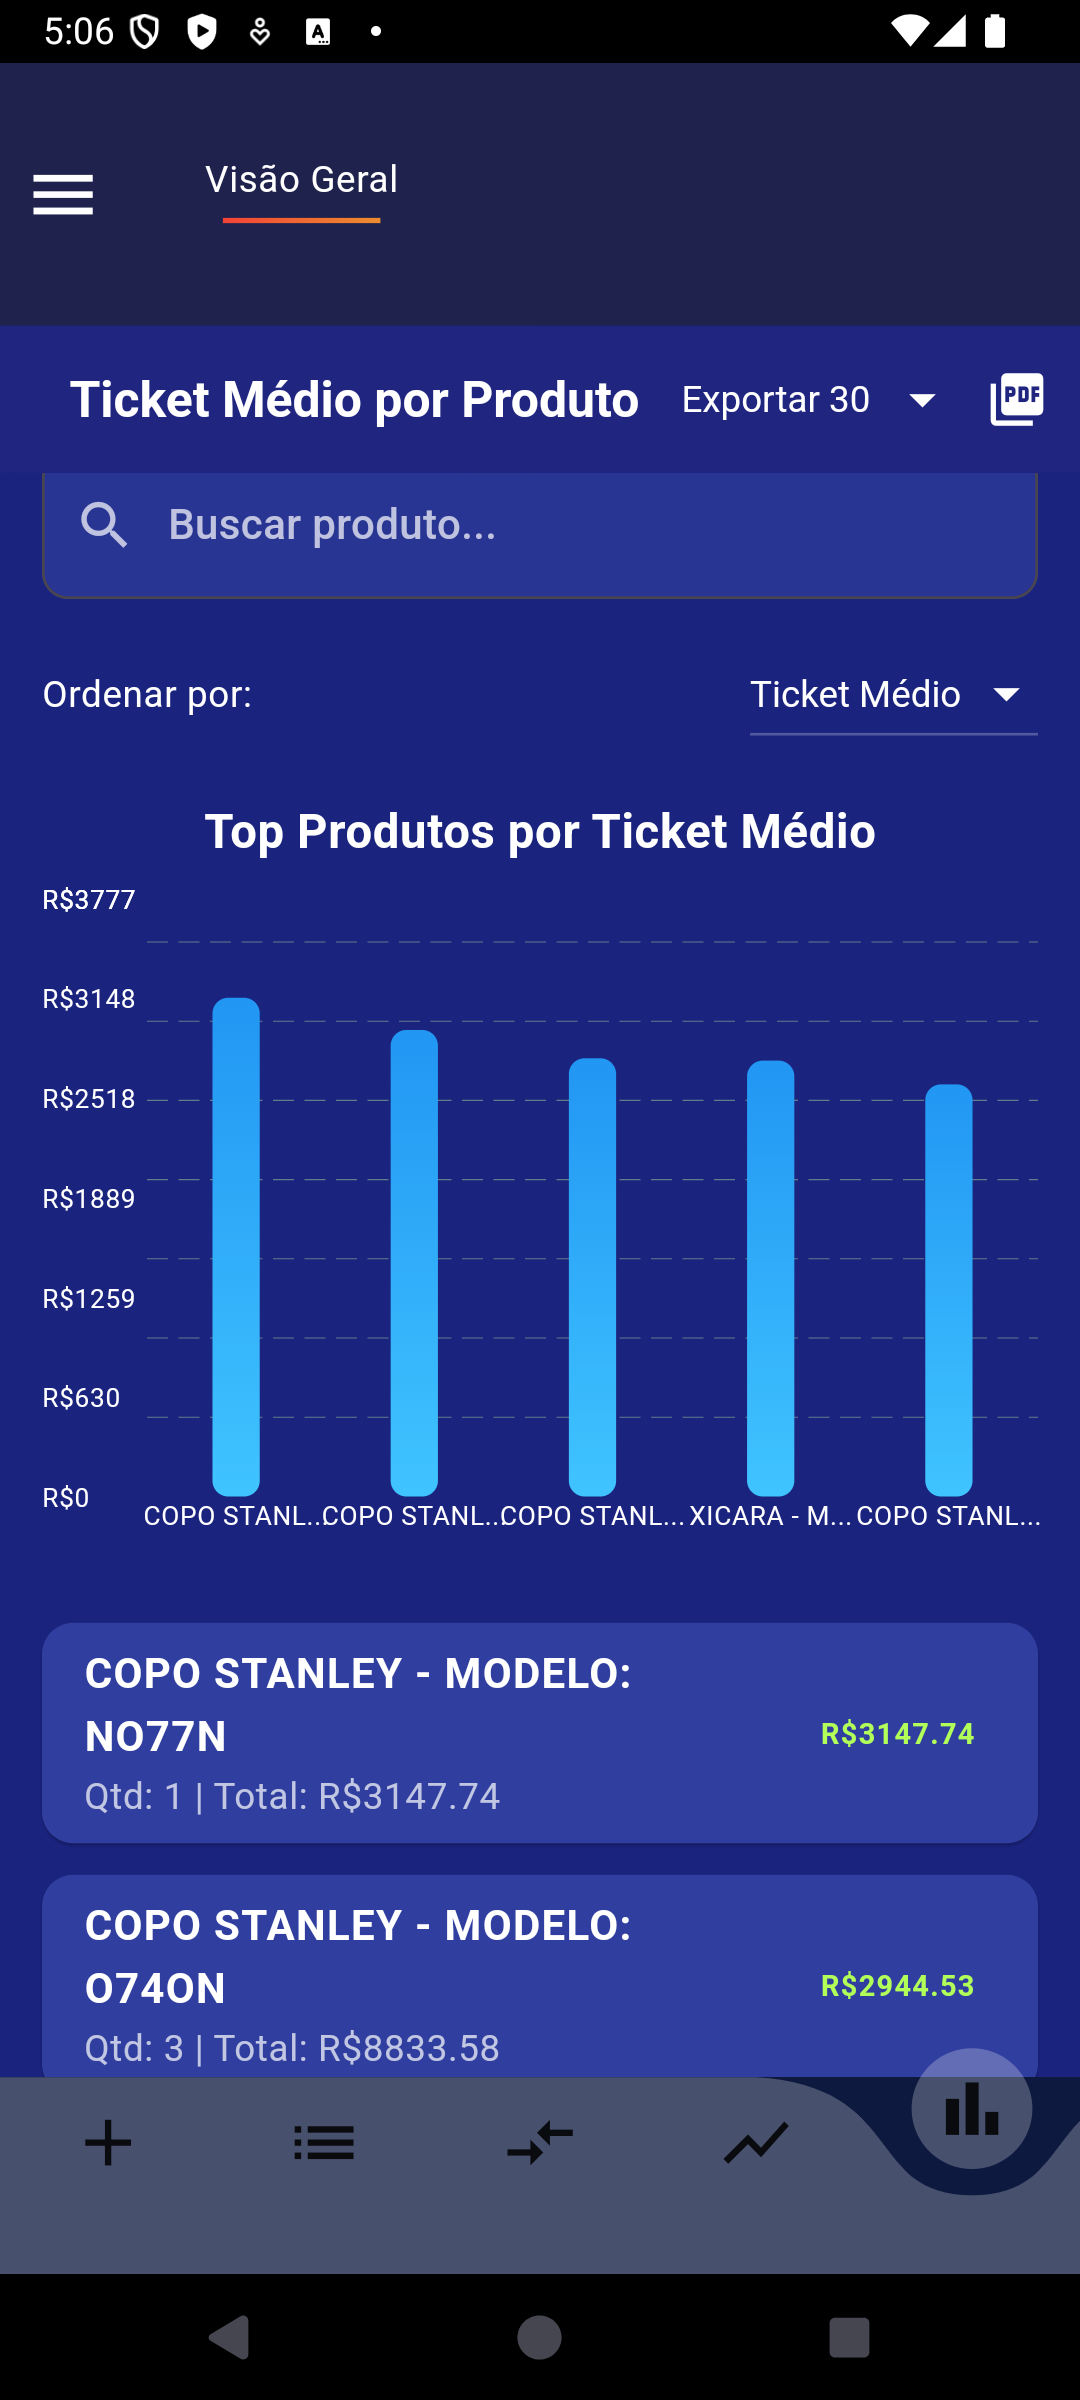 5:06
Visão Geral
Ticket Médio por Produto
Exportar 30
PDF
Buscar produto...
Ordenar por:
Ticket Médio
Top Produtos por Ticket Médio
R$3777
R$3148
R$2518
R$1889
R$1259
R$630
R$0
COPO STANL... COPO STANL... COPO STANL... XICARA - M... COPO STANL...
COPO STANLEY - MODELO:
NO77N
R$3147.74
Qtd: 1 | Total: R$3147.74
COPO STANLEY - MODELO:
O74ON
R$2944.53
Qtd: 3 | Total: R$8833.58